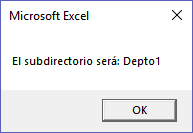 Microsoft Excel
El subdirectorio será: Depto1
OK